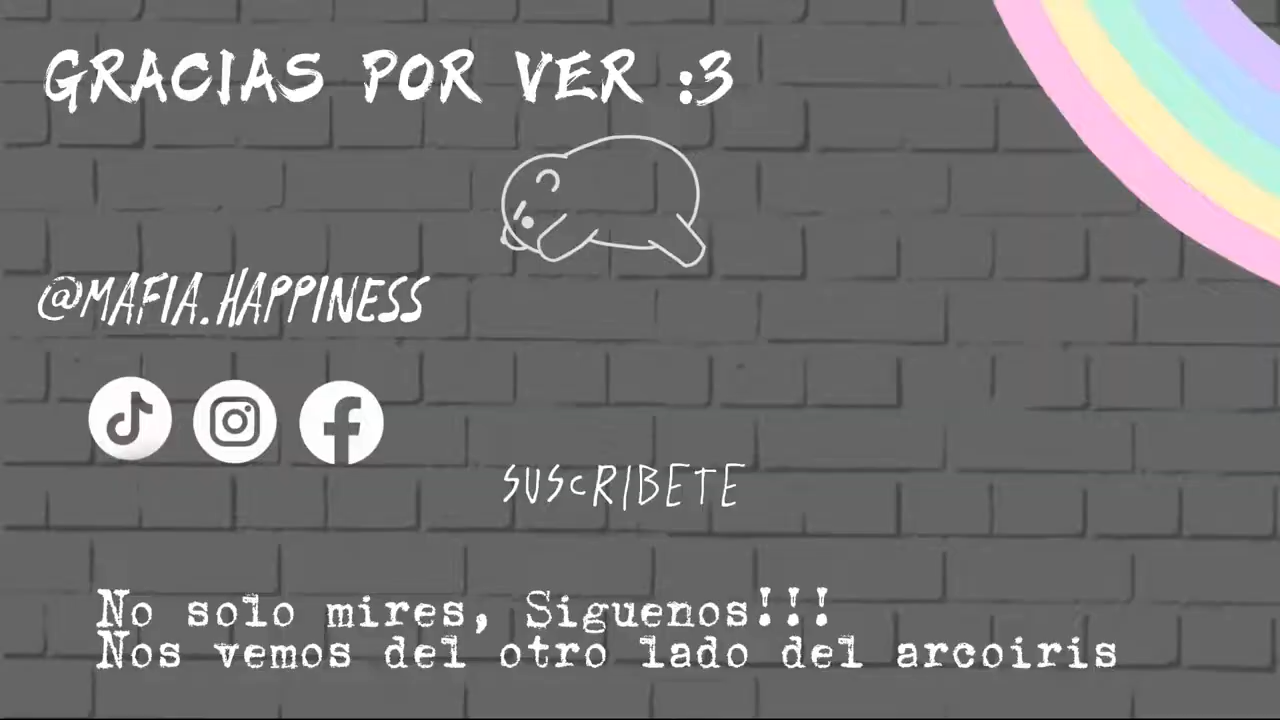 GRACIAS POR VER :3
@MAFIA.HAPPINESS
SUSCRIBETE
No solo mires, Siguenos!!!
Nos vemos del otro lado del arcoiris